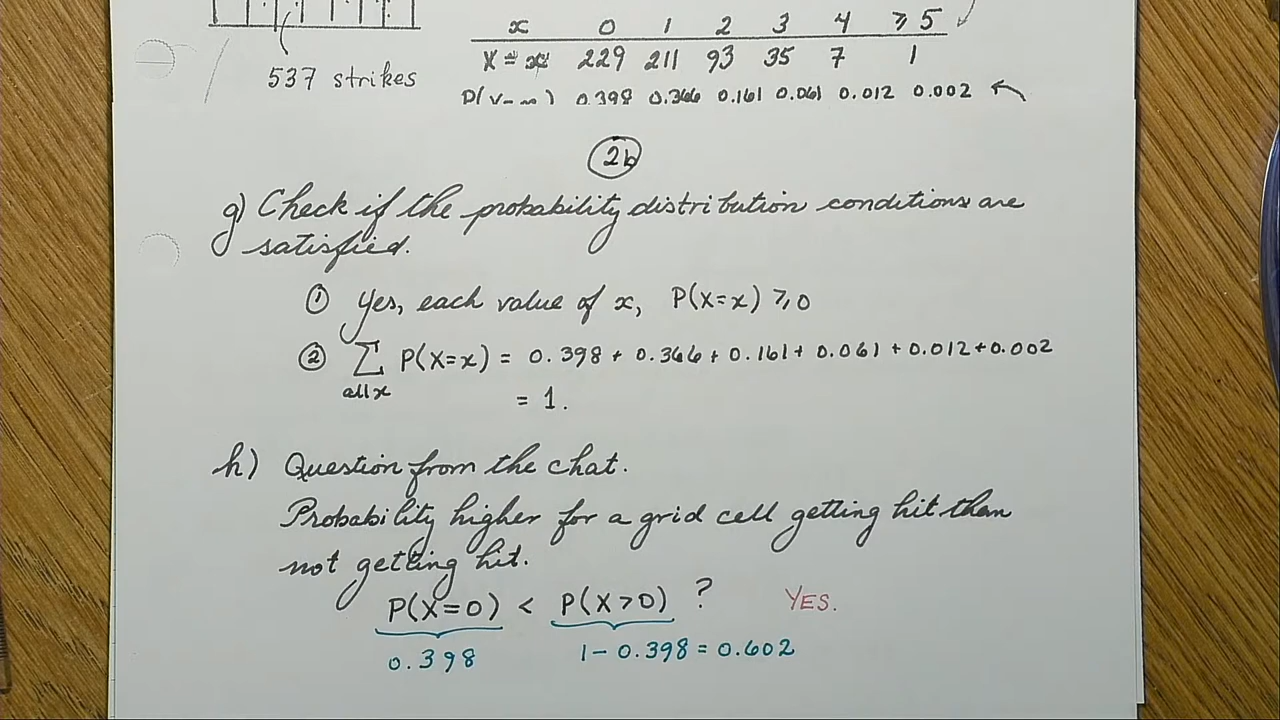 x 0 1 2 3 4 ≥ 5
X = x 229 211 93 35 7 1
537 strikes
P(X=x) 0.398 0.366 0.161 0.061 0.012 0.002
2b
g) Check if the probability distribution conditions are
satisfied.
① Yes, each value of x, P(X=x) ≥ 0
② Σ P(X=x) = 0.398 + 0.366 + 0.161 + 0.061 + 0.012 + 0.002
all x
= 1.
h) Question from the chat.
Probability higher for a grid cell getting hit than
not getting hit.
P(X=0) < P(X>0) ? YES.
0.398 1 - 0.398 = 0.602